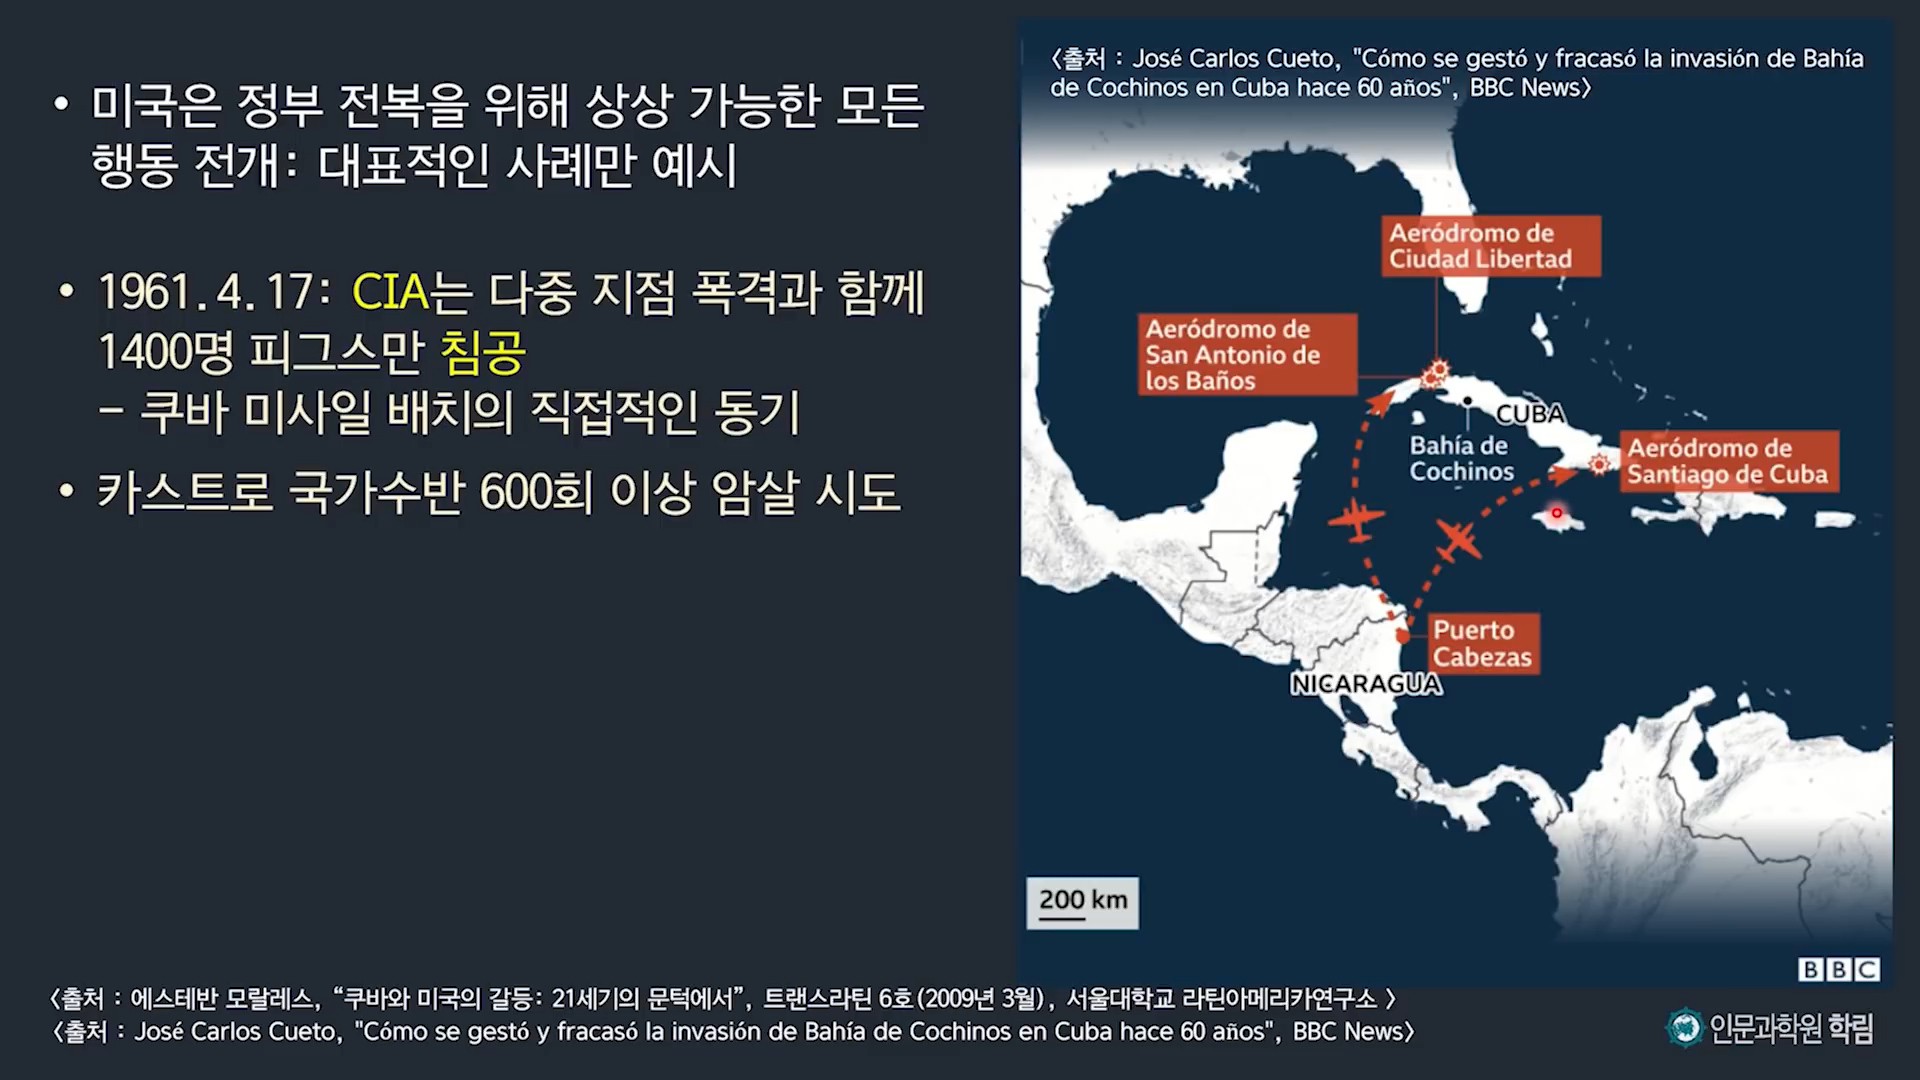 • 미국은 정부 전복을 위해 상상 가능한 모든
행동 전개: 대표적인 사례만 예시
• 1961.4.17: CIA는 다중 지점 폭격과 함께
1400명 피그스만 침공
- 쿠바 미사일 배치의 직접적인 동기
• 카스트로 국가수반 600회 이상 암살 시도
<출처 : José Carlos Cueto, "Cómo se gestó y fracasó la invasión de Bahía
de Cochinos en Cuba hace 60 años", BBC News>
Aeródromo de
Ciudad Libertad
Aeródromo de
San Antonio de
los Baños
CUBA
Bahía de
Cochinos
Aeródromo de
Santiago de Cuba
Puerto
Cabezas
NICARAGUA
200 km
BBC
<출처 : 에스테반 모랄레스, “쿠바와 미국의 갈등: 21세기의 문턱에서”, 트랜스라틴 6호(2009년 3월), 서울대학교 라틴아메리카연구소 >
<출처 : José Carlos Cueto, "Cómo se gestó y fracasó la invasión de Bahía de Cochinos en Cuba hace 60 años", BBC News>
인문과학원 학림